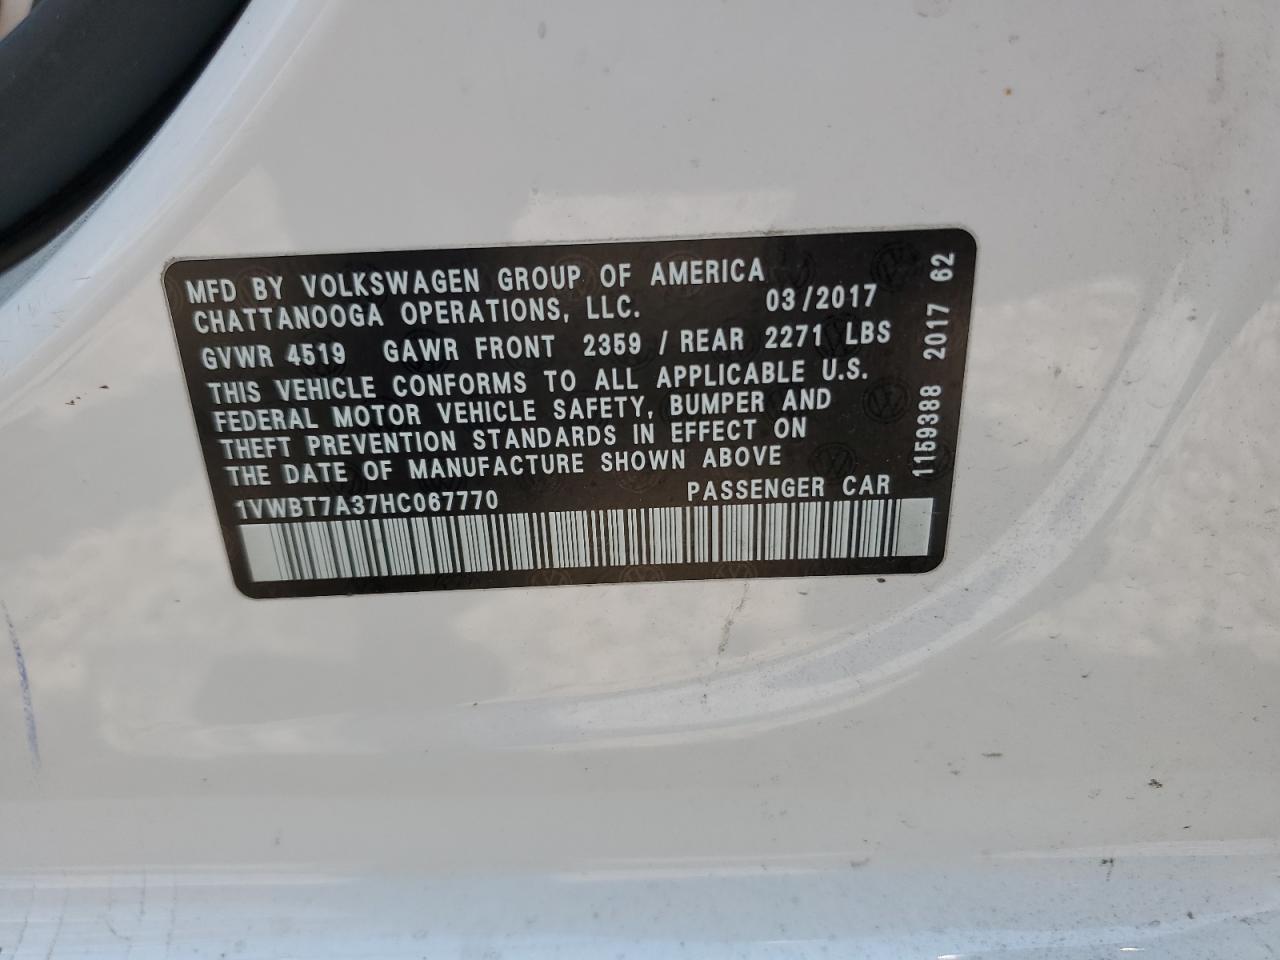 MFD BY VOLKSWAGEN GROUP OF AMERICA
CHATTANOOGA OPERATIONS, LLC. 03/2017
GVWR 4519 GAWR FRONT 2359 / REAR 2271 LBS
THIS VEHICLE CONFORMS TO ALL APPLICABLE U.S.
FEDERAL MOTOR VEHICLE SAFETY, BUMPER AND
THEFT PREVENTION STANDARDS IN EFFECT ON
THE DATE OF MANUFACTURE SHOWN ABOVE
1VWBT7A37HC067770 PASSENGER CAR
1159388 2017 62